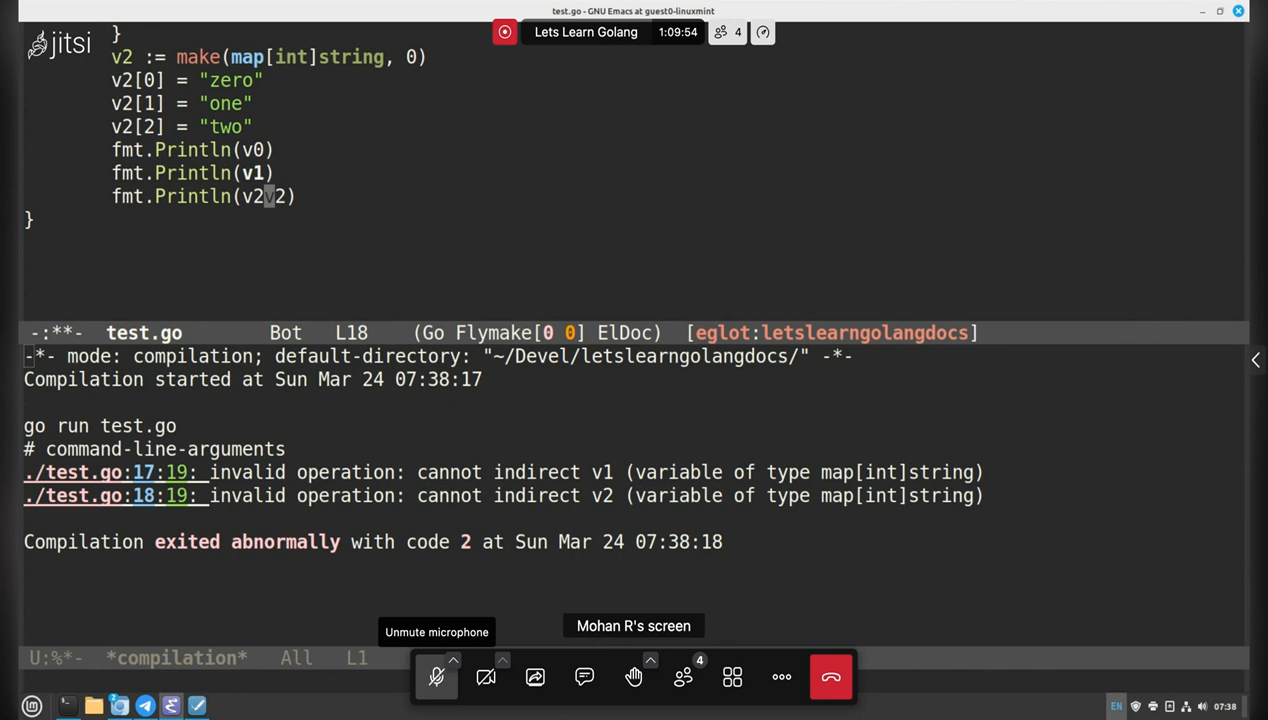 test.go - GNU Emacs at guest0-linuxmint
jitsi
Lets Learn Golang 1:09:54 4
}
v2 := make(map[int]string, 0)
v2[0] = "zero"
v2[1] = "one"
v2[2] = "two"
fmt.Println(v0)
fmt.Println(v1)
fmt.Println(v2v2)
}
-:**- test.go Bot L18 (Go Flymake[0 0] ElDoc) [eglot:letslearngolangdocs]
-*- mode: compilation; default-directory: "~/Devel/letslearngolangdocs/" -*-
Compilation started at Sun Mar 24 07:38:17
go run test.go
# command-line-arguments
./test.go:17:19: invalid operation: cannot indirect v1 (variable of type map[int]string)
./test.go:18:19: invalid operation: cannot indirect v2 (variable of type map[int]string)
Compilation exited abnormally with code 2 at Sun Mar 24 07:38:18
Mohan R's screen
Unmute microphone
U:%*- *compilation* All L1
4
2
EN 07:38